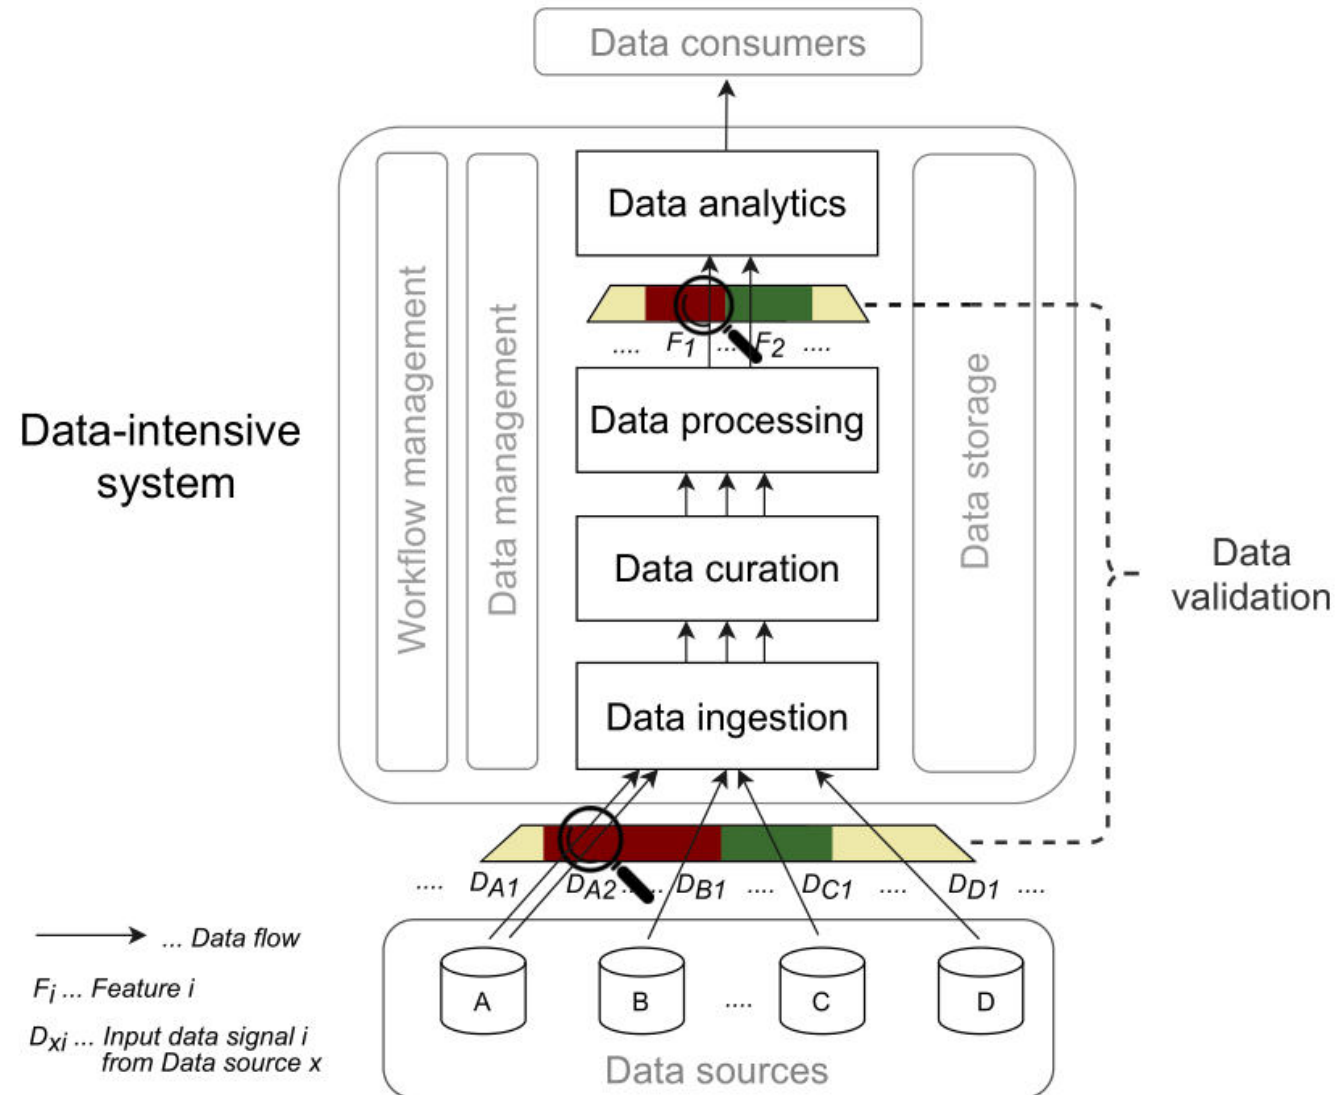 Data consumers
Data analytics
.... F1 .... F2 ....
Data processing
Data curation
Data ingestion
Workflow management
Data management
Data storage
Data-intensive
system
Data
validation
.... DA1 DA2 ...... DB1 .... DC1 .... DD1 ....
... Data flow
Fi ... Feature i
Dxi ... Input data signal i
from Data source x
A B .... C D
Data sources